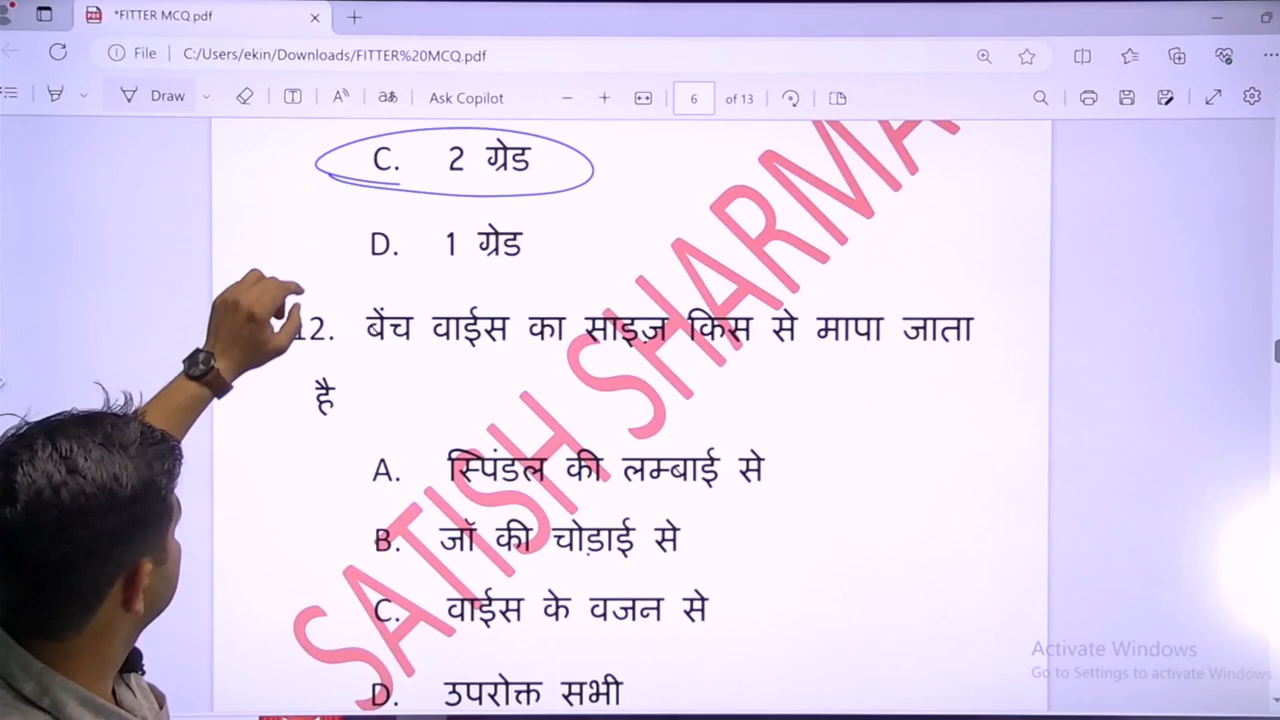 *FITTER MCQ.pdf
File C:/Users/ekin/Downloads/FITTER%20MCQ.pdf
Draw Ask Copilot 6 of 13
C. 2 ग्रेड
D. 1 ग्रेड
12. बेंच वाईस का साइज़ किस से मापा जाता
है
A. स्पिंडल की लम्बाई से
B. जॉ की चोड़ाई से
C. वाईस के वजन से
D. उपरोक्त सभी
SATISH SHARMA
Activate Windows
Go to Settings to activate Windows